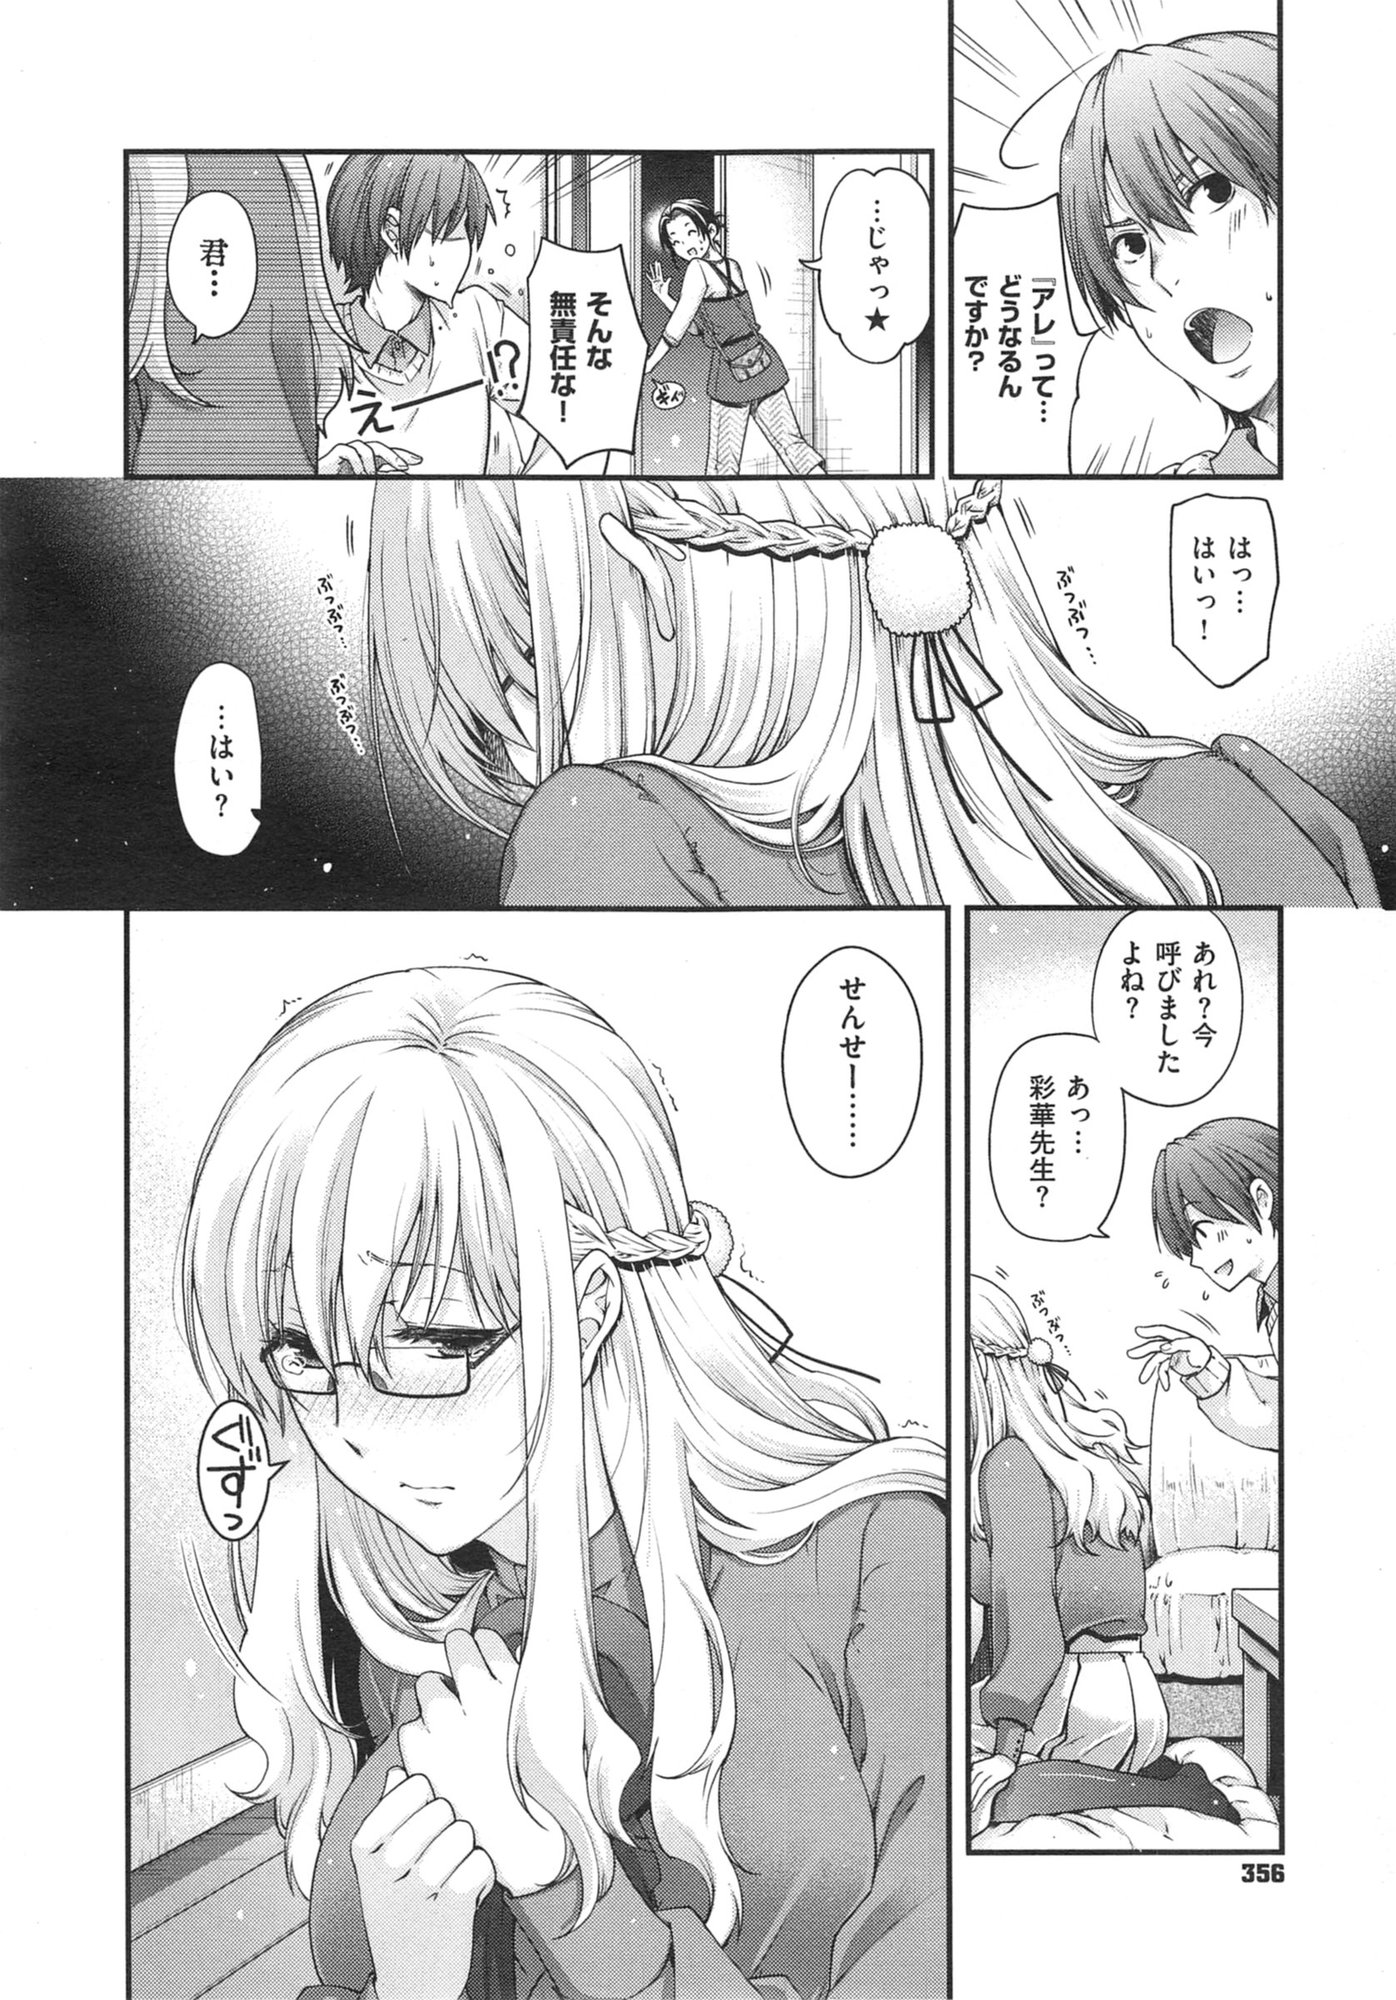 『アレ』って…
どうなるん
ですか？
…じゃっ★
そんな
無責任な！
えーー！？
君…
はっ…
はいっ！
ぶつぶつ…
ぶつぶつ…
ぶつぶつ…
…はい？
あれ？今
呼びました
よね？
あっ…
彩華先生？
ぶつぶつ…
せんせー……
ぐずっ
356